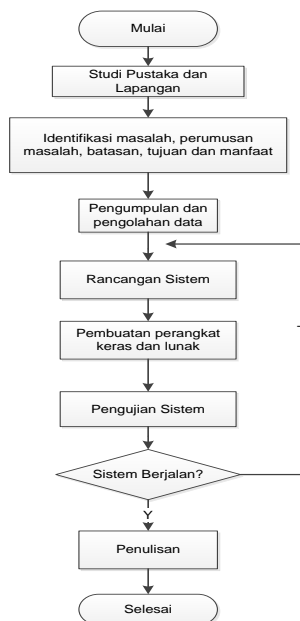 Mulai
Studi Pustaka dan
Lapangan
Identifikasi masalah, perumusan
masalah, batasan, tujuan dan manfaat
Pengumpulan dan
pengolahan data
Rancangan Sistem
Pembuatan perangkat
keras dan lunak
Pengujian Sistem
Sistem Berjalan?
Y
Penulisan
Selesai